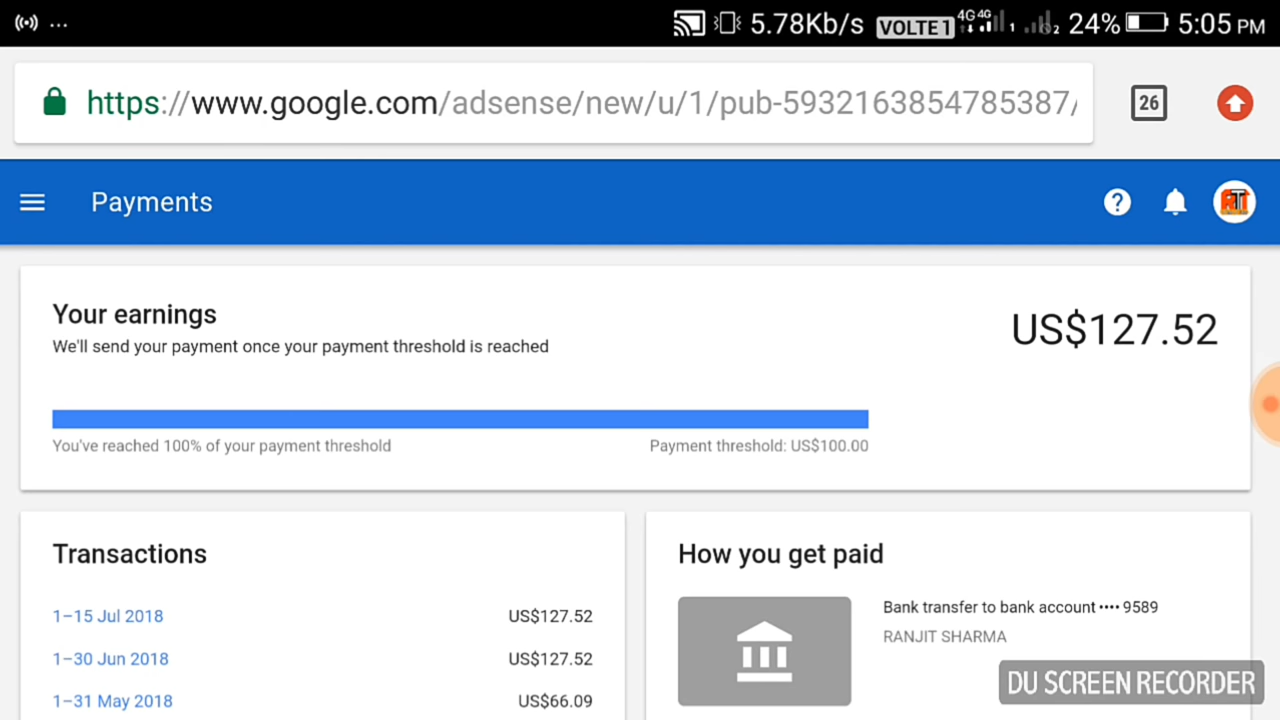 ... 5.78Kb/s VOLTE 1 4G 4G 1 2 24% 5:05 PM
https://www.google.com/adsense/new/u/1/pub-5932163854785387/ 26
Payments ? RTT
Your earnings
US$127.52
We'll send your payment once your payment threshold is reached
You've reached 100% of your payment threshold Payment threshold: US$100.00
Transactions
1–15 Jul 2018 US$127.52
1–30 Jun 2018 US$127.52
1–31 May 2018 US$66.09
How you get paid
Bank transfer to bank account •••• 9589
RANJIT SHARMA
DU SCREEN RECORDER